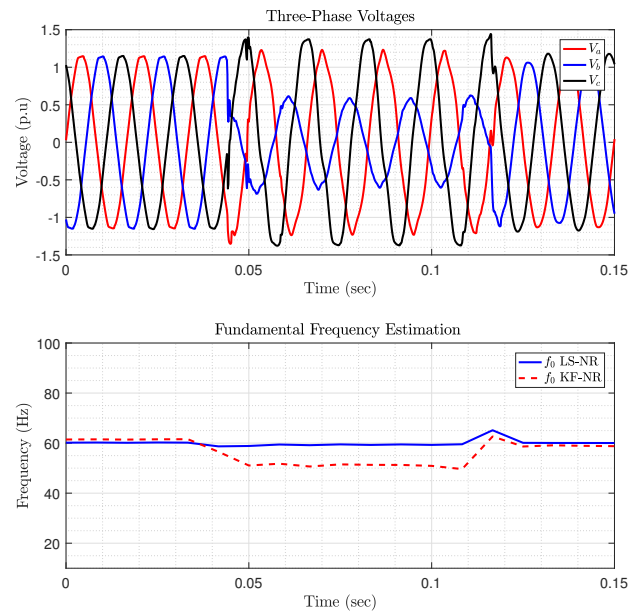 Three-Phase Voltages
Voltage (p.u)
1.5
1
0.5
0
-0.5
-1
-1.5
V_a
V_b
V_c
0 0.05 0.1 0.15
Time (sec)
Fundamental Frequency Estimation
Frequency (Hz)
100
80
60
40
20
f_0 LS-NR
f_0 KF-NR
0 0.05 0.1 0.15
Time (sec)